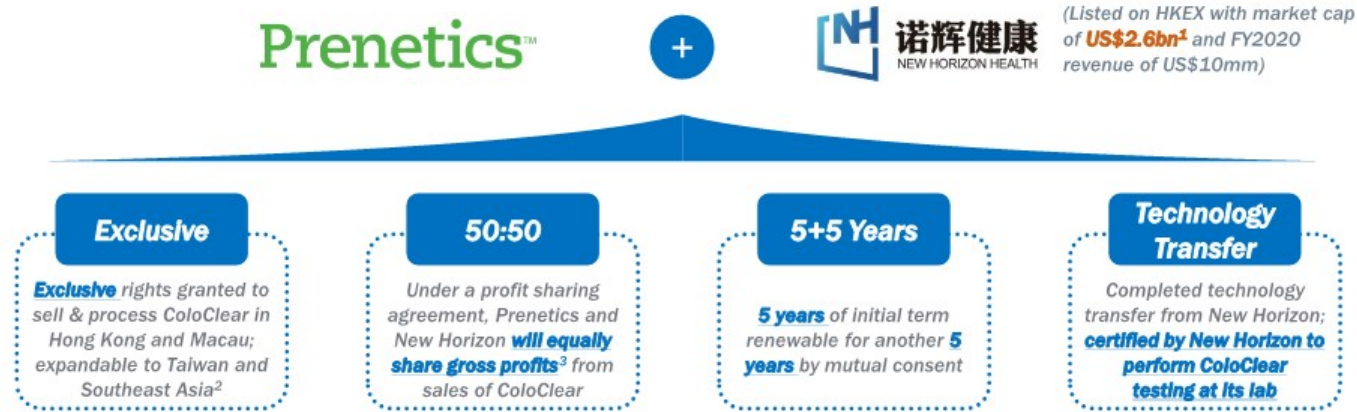 Prenetics™
+
NH
诺辉健康
NEW HORIZON HEALTH
(Listed on HKEX with market cap
of US$2.6bn¹ and FY2020
revenue of US$10mm)
Exclusive
Exclusive rights granted to
sell & process ColoClear in
Hong Kong and Macau;
expandable to Taiwan and
Southeast Asia²
50:50
Under a profit sharing
agreement, Prenetics and
New Horizon will equally
share gross profits³ from
sales of ColoClear
5+5 Years
5 years of initial term
renewable for another 5
years by mutual consent
Technology
Transfer
Completed technology
transfer from New Horizon;
certified by New Horizon to
perform ColoClear
testing at its lab